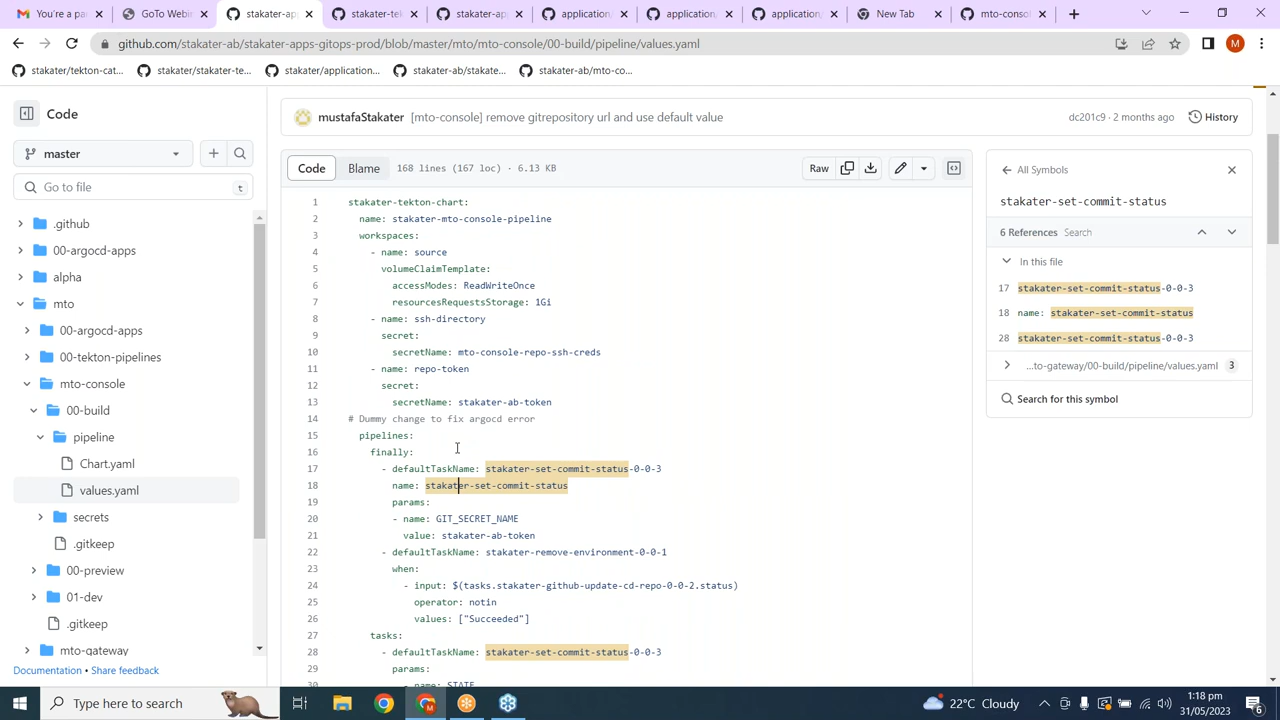 You're pa
GoTo Webin
stakater-ap
stakater-tek
stakater-ap
application/
application/
application/
New Tab
mto-consol
github.com/stakater-ab/stakater-apps-gitops-prod/blob/master/mto/mto-console/00-build/pipeline/values.yaml
M
stakater/tekton-cat...
stakater/stakater-te...
stakater/application...
stakater-ab/stakate...
stakater-ab/mto-co...
Code
master
Go to file
t
.github
00-argocd-apps
alpha
mto
00-argocd-apps
00-tekton-pipelines
mto-console
00-build
pipeline
Chart.yaml
values.yaml
secrets
.gitkeep
00-preview
01-dev
.gitkeep
mto-gateway
Documentation • Share feedback
mustafaStakater [mto-console] remove gitrepository url and use default value
dc201c9 · 2 months ago
History
Code Blame 168 lines (167 loc) · 6.13 KB
Raw
1 stakater-tekton-chart:
2 name: stakater-mto-console-pipeline
3 workspaces:
4 - name: source
5 volumeClaimTemplate:
6 accessModes: ReadWriteOnce
7 resourcesRequestsStorage: 1Gi
8 - name: ssh-directory
9 secret:
10 secretName: mto-console-repo-ssh-creds
11 - name: repo-token
12 secret:
13 secretName: stakater-ab-token
14 # Dummy change to fix argocd error
15 pipelines:
16 finally:
17 - defaultTaskName: stakater-set-commit-status-0-0-3
18 name: stakater-set-commit-status
19 params:
20 - name: GIT_SECRET_NAME
21 value: stakater-ab-token
22 - defaultTaskName: stakater-remove-environment-0-0-1
23 when:
24 - input: $(tasks.stakater-github-update-cd-repo-0-0-2.status)
25 operator: notin
26 values: ["Succeeded"]
27 tasks:
28 - defaultTaskName: stakater-set-commit-status-0-0-3
29 params:
30 - name: STATE
All Symbols
stakater-set-commit-status
6 References Search
In this file
17 stakater-set-commit-status-0-0-3
18 name: stakater-set-commit-status
28 stakater-set-commit-status-0-0-3
...to-gateway/00-build/pipeline/values.yaml 3
Search for this symbol
Type here to search
22°C Cloudy
1:18 pm
31/05/2023
6